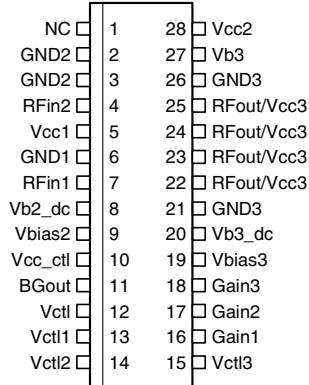 NC 1 28 Vcc2
GND2 2 27 Vb3
GND2 3 26 GND3
RFin2 4 25 RFout/Vcc3
Vcc1 5 24 RFout/Vcc3
GND1 6 23 RFout/Vcc3
RFin1 7 22 RFout/Vcc3
Vb2_dc 8 21 GND3
Vbias2 9 20 Vb3_dc
Vcc_ctl 10 19 Vbias3
BGout 11 18 Gain3
Vctl 12 17 Gain2
Vctl1 13 16 Gain1
Vctl2 14 15 Vctl3